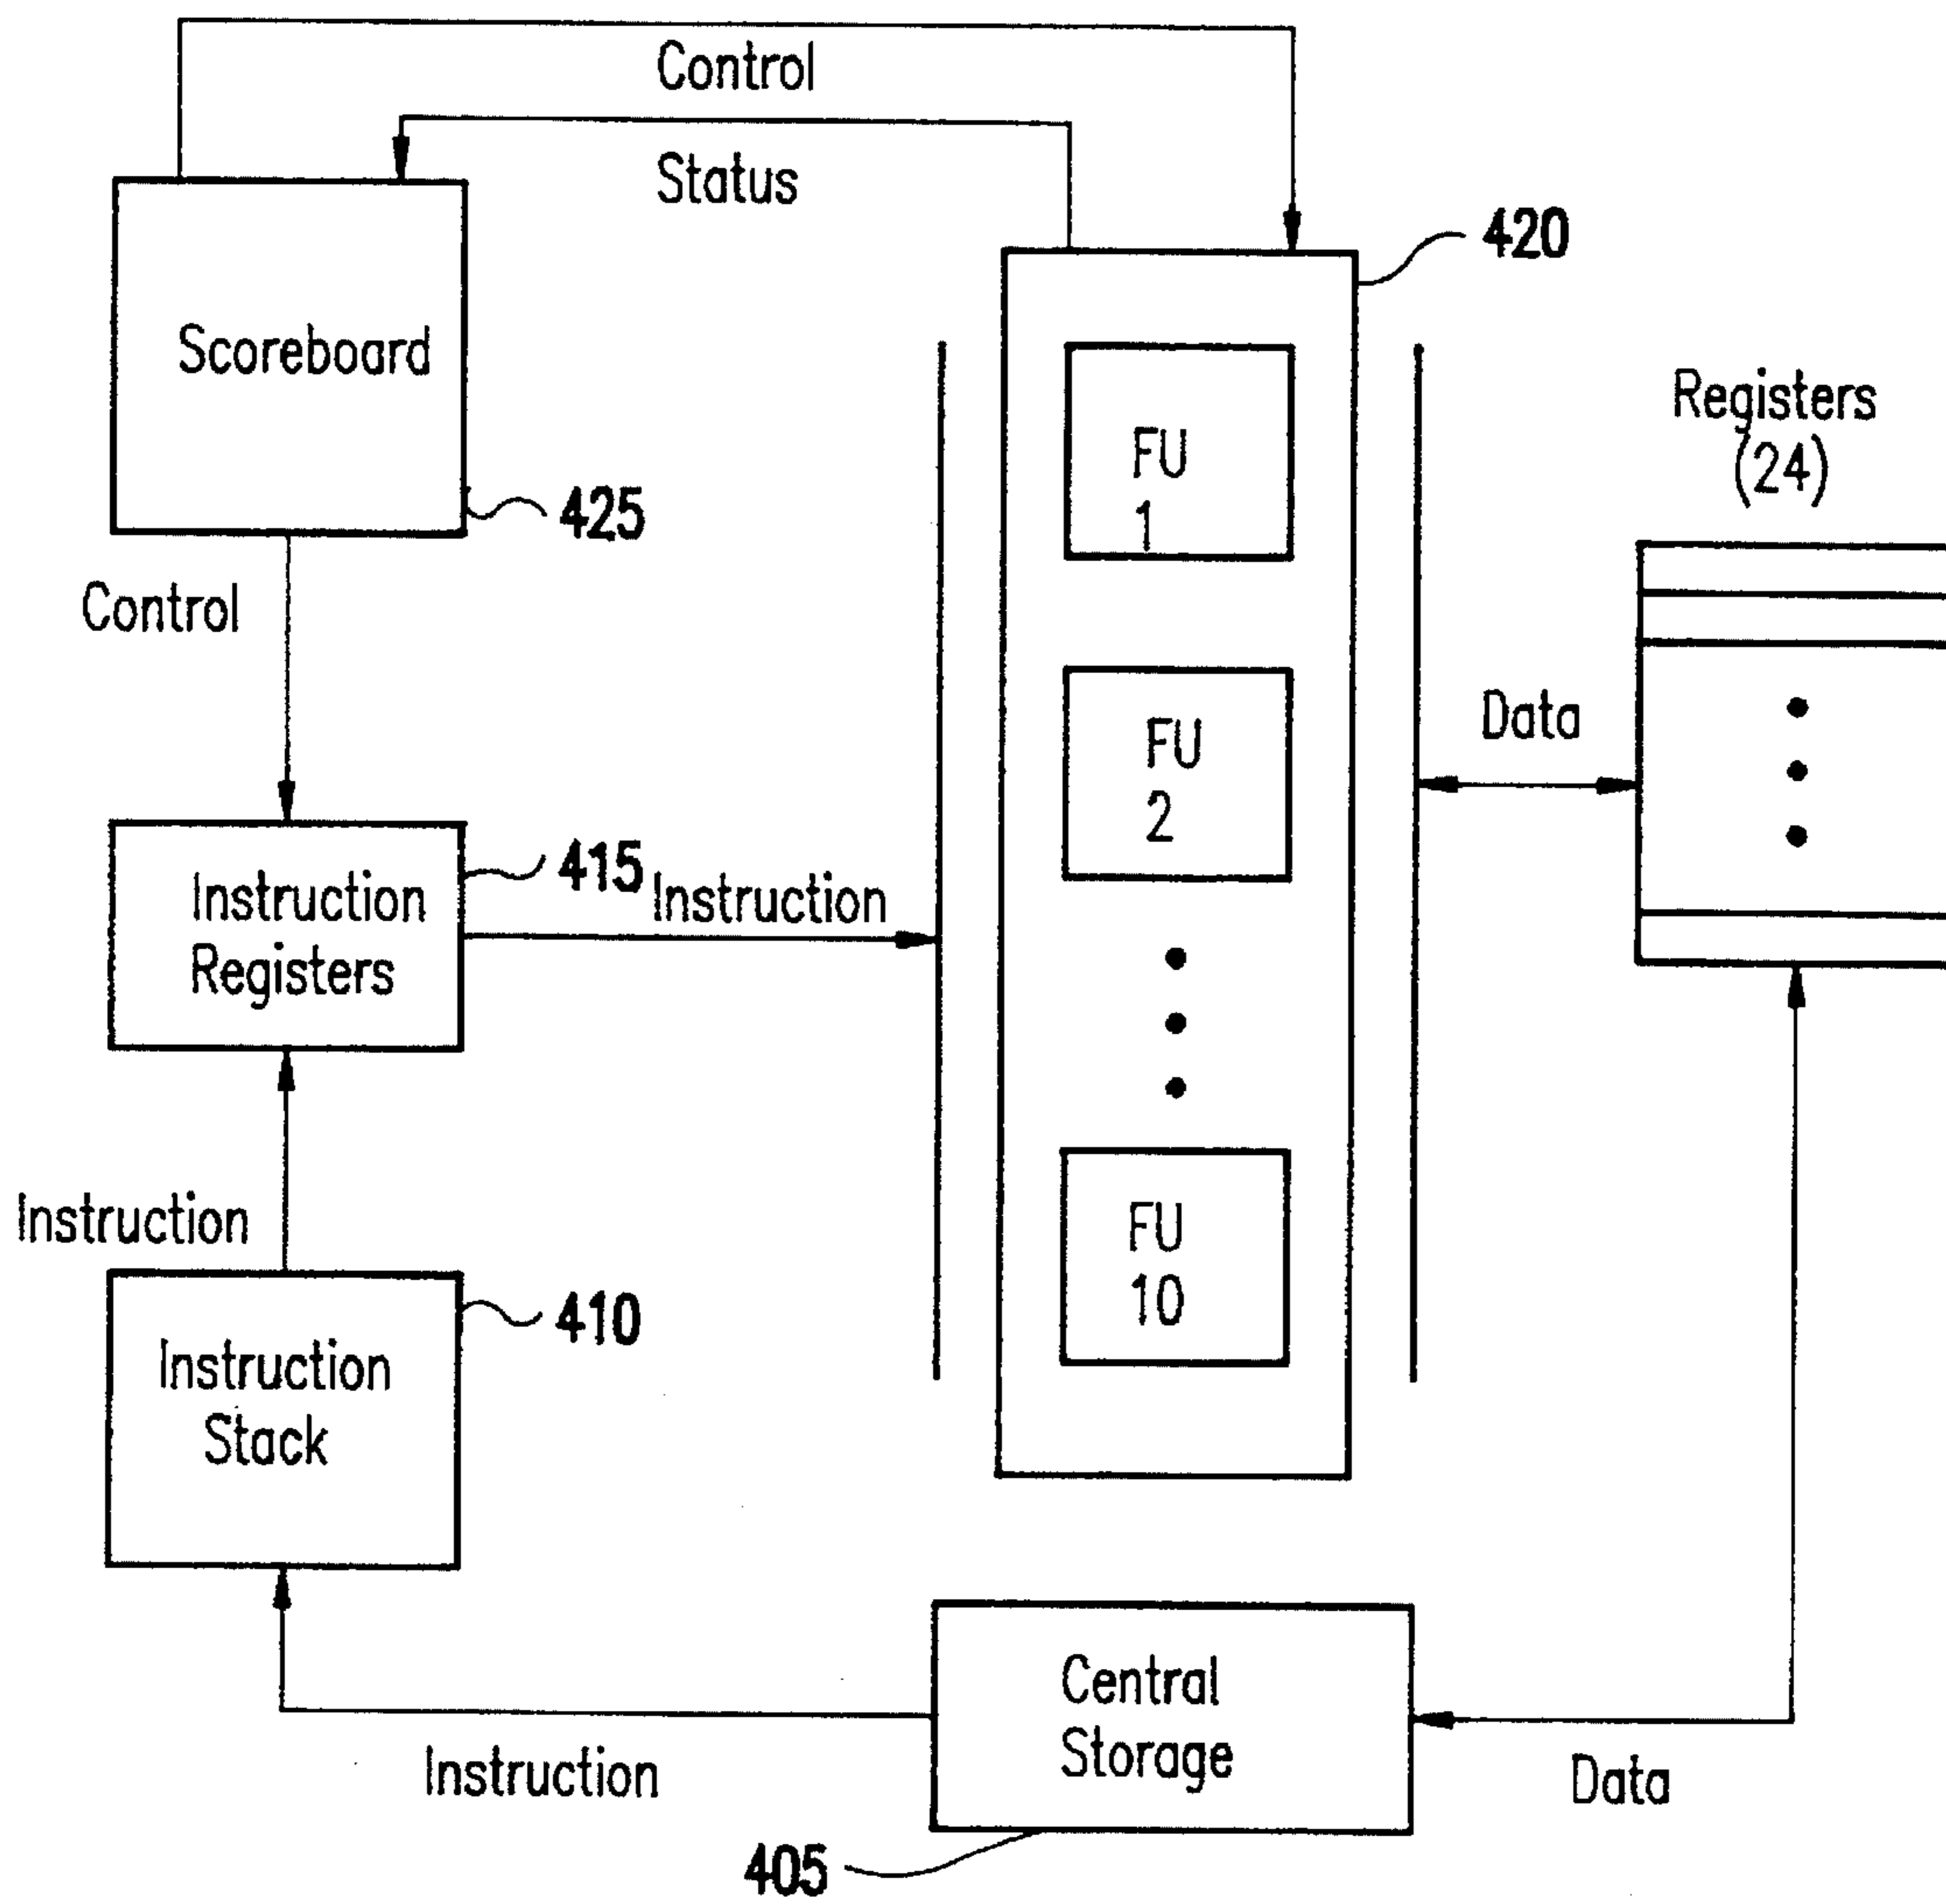 Control
Status
420
Scoreboard
425
FU
1
Registers
(24)
Control
FU
2
Data
415
Instruction
Registers
Instruction
Instruction
FU
10
410
Instruction
Stack
Central
Storage
Instruction
Data
405